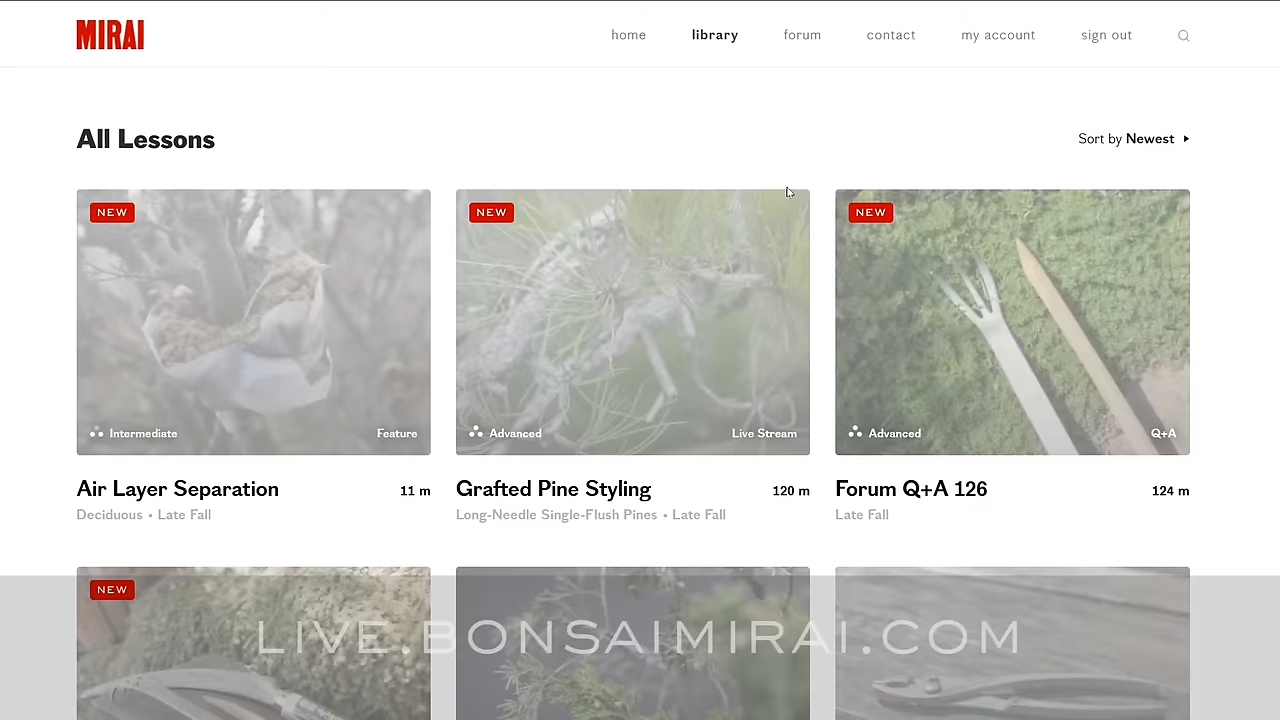 MIRAI
home
library
forum
contact
my account
sign out
All Lessons
Sort by Newest
NEW
NEW
NEW
Intermediate
Feature
Advanced
Live Stream
Advanced
Q+A
Air Layer Separation
11 m
Grafted Pine Styling
120 m
Forum Q+A 126
124 m
Deciduous • Late Fall
Long-Needle Single-Flush Pines • Late Fall
Late Fall
NEW
LIVE.BONSAIMIRAI.COM